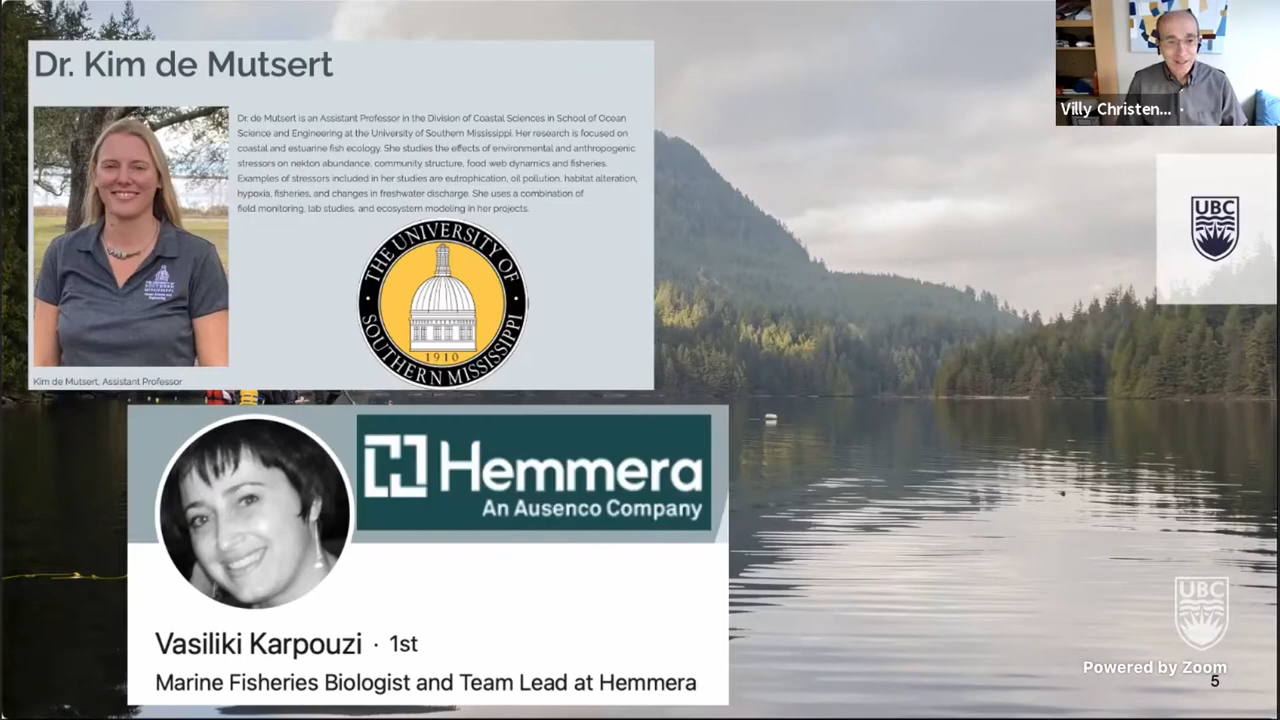 Dr. Kim de Mutsert
Dr. de Mutsert is an Assistant Professor in the Division of Coastal Sciences in School of Ocean
Science and Engineering at the University of Southern Mississippi. Her research is focused on
coastal and estuarine fish ecology. She studies the effects of environmental and anthropogenic
stressors on nekton abundance, community structure, food web dynamics and fisheries.
Examples of stressors included in her studies are eutrophication, oil pollution, habitat alteration,
hypoxia, fisheries, and changes in freshwater discharge. She uses a combination of
field monitoring, lab studies, and ecosystem modeling in her projects.
THE UNIVERSITY OF
SOUTHERN MISSISSIPPI
1910
Kim de Mutsert, Assistant Professor
Villy Christen...
UBC
Hemmera
An Ausenco Company
Vasiliki Karpouzi · 1st
Marine Fisheries Biologist and Team Lead at Hemmera
UBC
Powered by Zoom
5